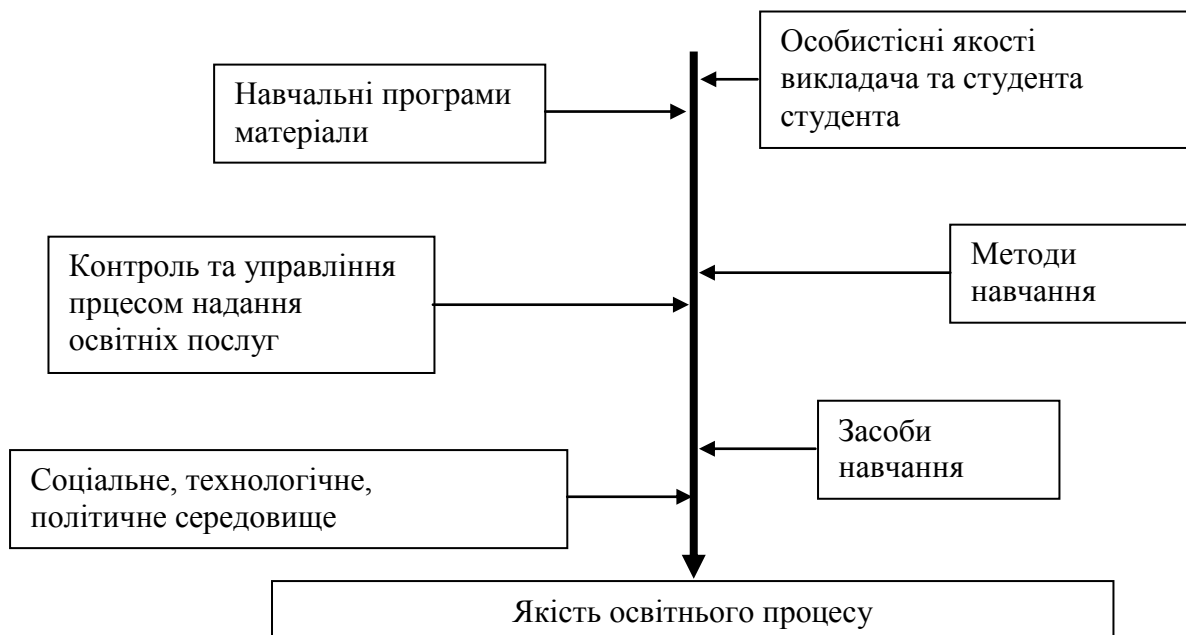 Особистісні якості
викладача та студента
студента
Навчальні програми
матеріали
Методи
навчання
Контроль та управління
прцесом надання
освітніх послуг
Засоби
навчання
Соціальне, технологічне,
політичне середовище
Якість освітнього процесу